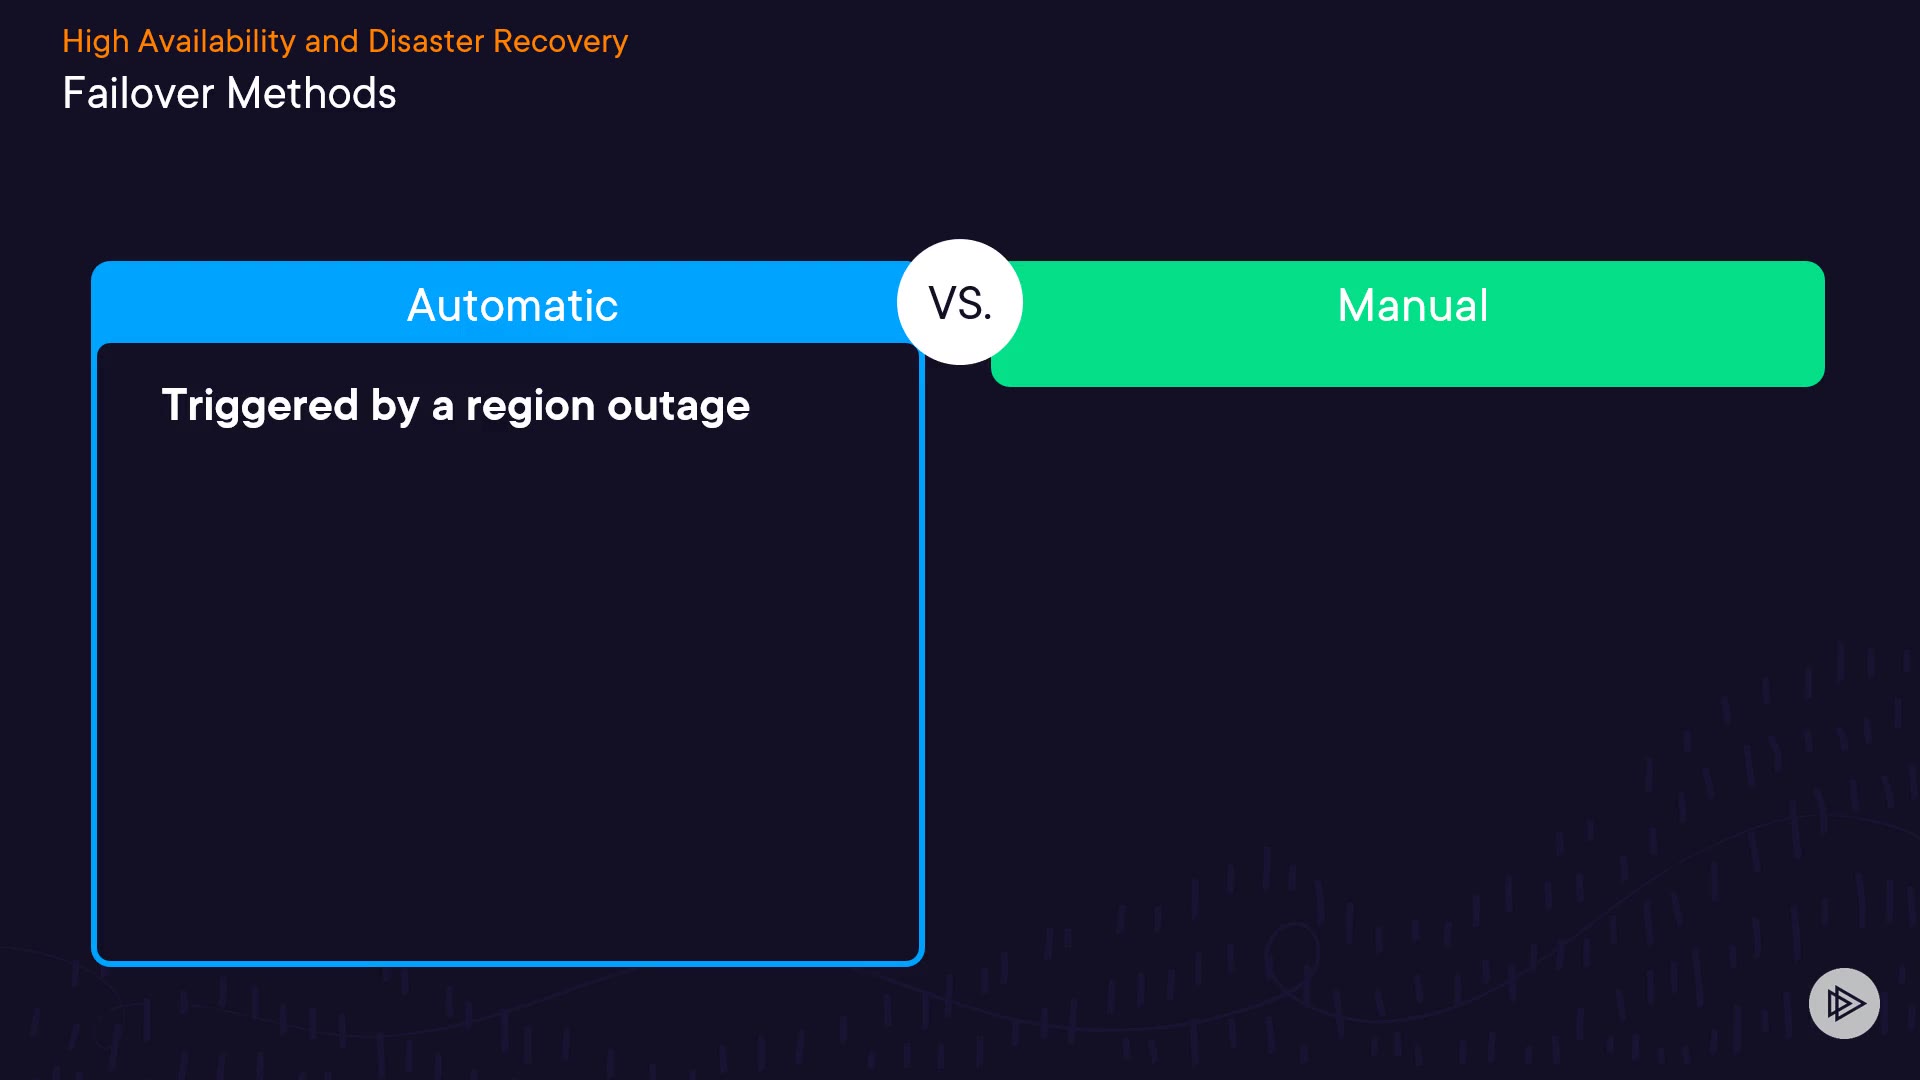 High Availability and Disaster Recovery
Failover Methods
Automatic
VS.
Manual
Triggered by a region outage